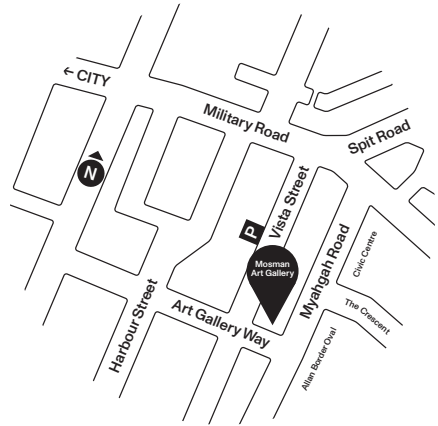 ← CITY
Military Road
Spit Road
N
P
Vista Street
Mosman
Art Gallery
Myahgah Road
Civic Centre
The Crescent
Art Gallery Way
Harbour Street
Allan Border Oval